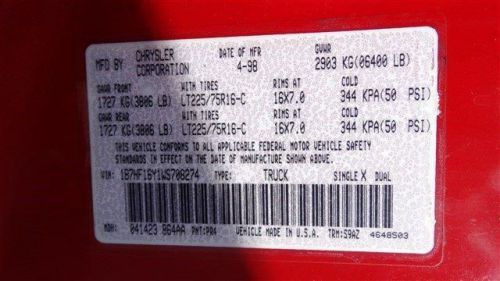 MFD BY CHRYSLER CORPORATION DATE OF MFR 4-98 GVWR 2903 KG(06400 LB)
GAWR FRONT WITH TIRES RIMS AT COLD
1727 KG(3806 LB) LT225/75R16-C 16X7.0 344 KPA(50 PSI)
GAWR REAR WITH TIRES RIMS AT COLD
1727 KG(3806 LB) LT225/75R16-C 16X7.0 344 KPA(50 PSI)
THIS VEHICLE CONFORMS TO ALL APPLICABLE FEDERAL MOTOR VEHICLE SAFETY
STANDARDS IN EFFECT ON THE DATE OF MANUFACTURE SHOWN ABOVE
VIN: 1B7HF16Y1WS708274 TYPE: TRUCK SINGLE X DUAL
MDH: 041423 864AA PNT:PR4 VEHICLE MADE IN U.S.A. TRM:S9AZ 4648503